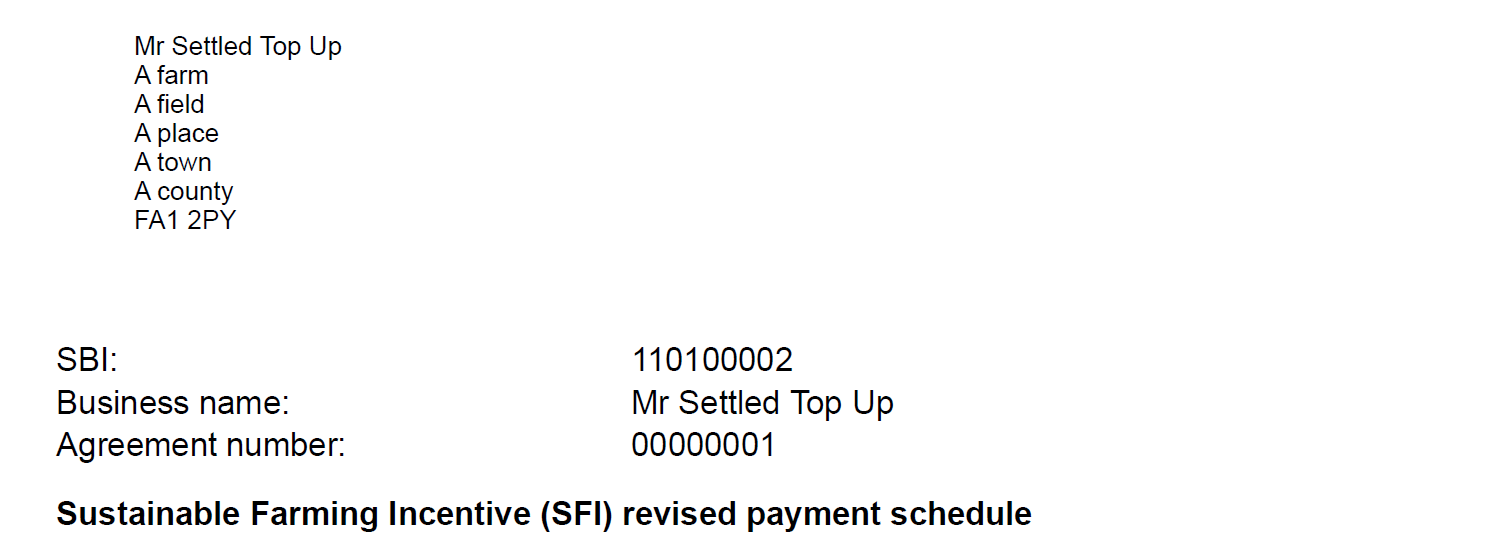 Mr Settled Top Up
A farm
A field
A place
A town
A county
FA1 2PY
SBI: 110100002
Business name: Mr Settled Top Up
Agreement number: 00000001
Sustainable Farming Incentive (SFI) revised payment schedule